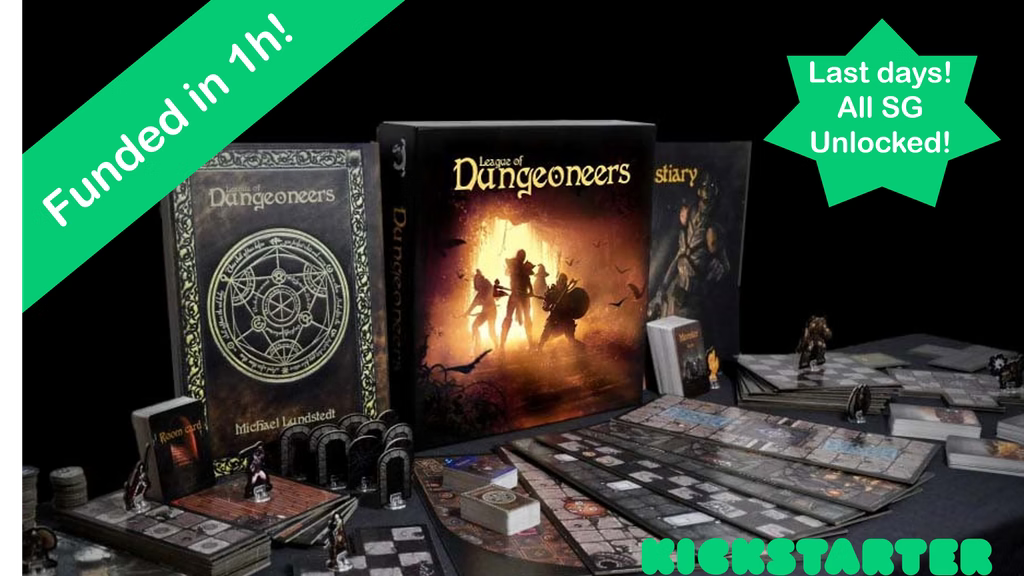 Funded in 1h!
Last days!
All SG
Unlocked!
League of
Dungeoneers
League of
Dungeoneers
Dungeoneers
stiary
Room card
Michael Lundstedt
KICKSTARTER